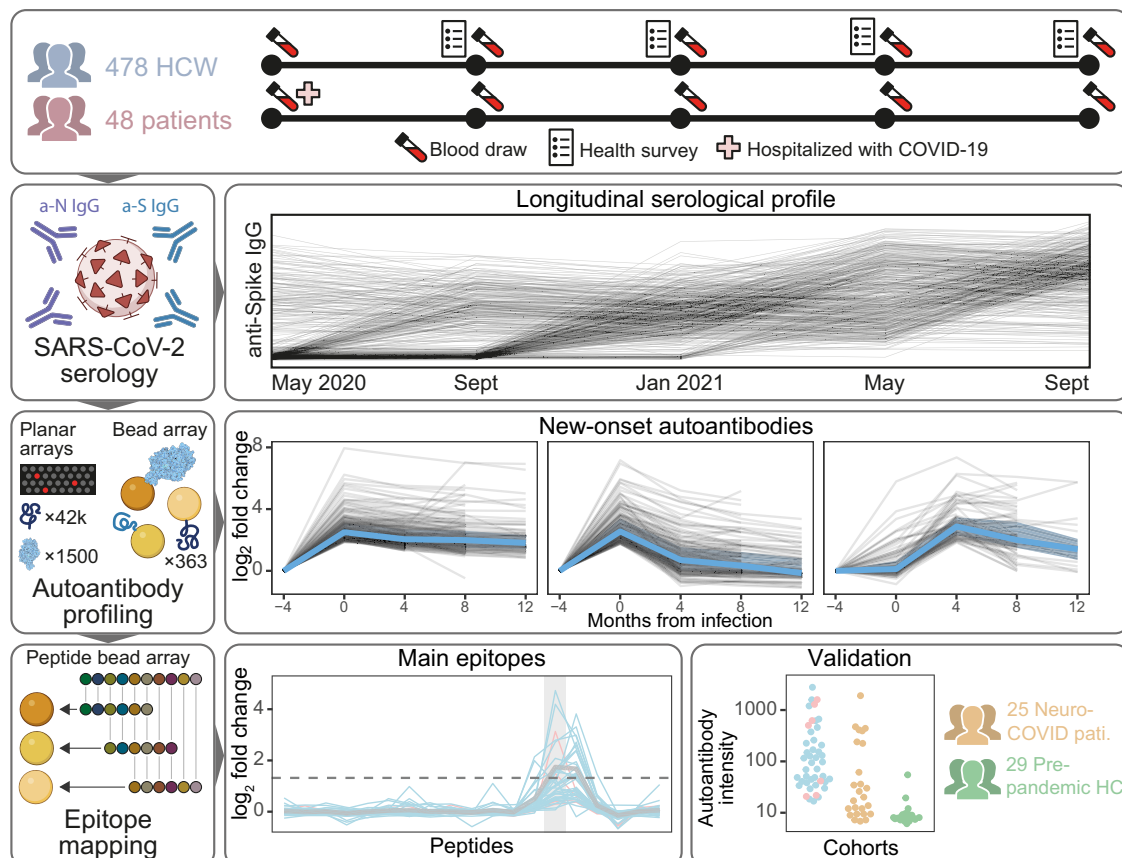 478 HCW
48 patients
Blood draw
Health survey
Hospitalized with COVID-19
a-N IgG
a-S IgG
SARS-CoV-2
serology
Longitudinal serological profile
anti-Spike IgG
May 2020
Sept
Jan 2021
May
Sept
Planar
arrays
Bead array
×42k
×1500
×363
Autoantibody
profiling
New-onset autoantibodies
log2 fold change
8
4
0
−4
0
4
8
12
−4
0
4
8
12
−4
0
4
8
12
Months from infection
Peptide bead array
Epitope
mapping
Main epitopes
log2 fold change
4
2
0
Peptides
Validation
Autoantibody
intensity
1000
100
10
Cohorts
25 Neuro-
COVID pati.
29 Pre-
pandemic HC